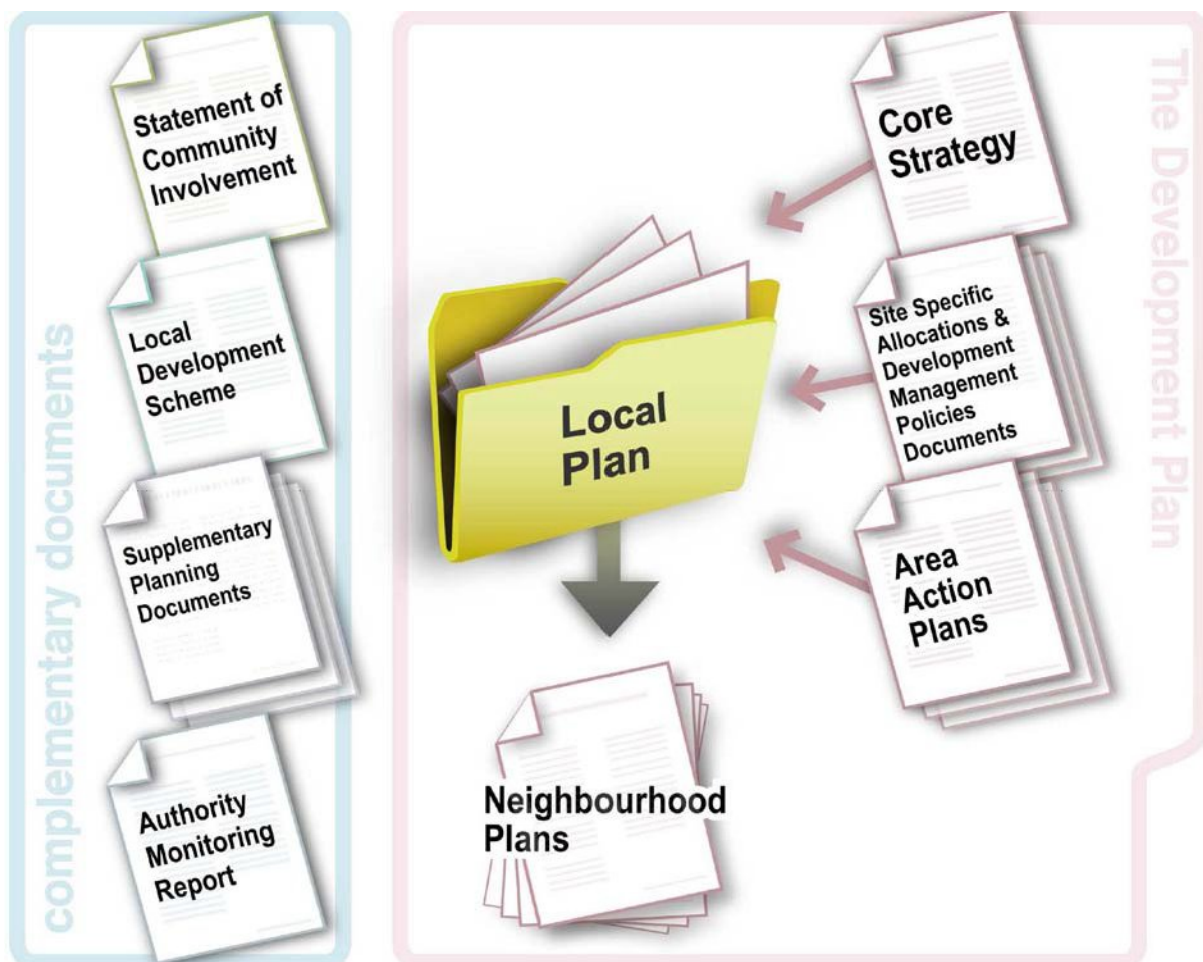 complementary documents
Statement of
Community
Involvement
Local
Development
Scheme
Supplementary
Planning
Documents
Authority
Monitoring
Report
The Development Plan
Core
Strategy
Site Specific
Allocations &
Development
Management
Policies
Documents
Area
Action
Plans
Local
Plan
Neighbourhood
Plans